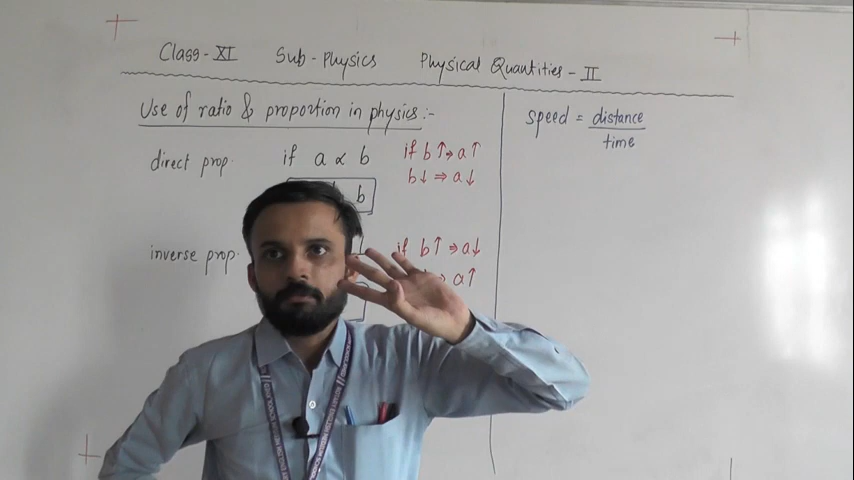 Class-XI Sub-Physics Physical Quantities-II
Use of ratio & proportion in physics:-
direct prop. if a ∝ b if b↑⇒a↑
b↓ ⇒ a↓
b
inverse prop. if b↑ ⇒a↓
⇒ a↑
speed = distance
time